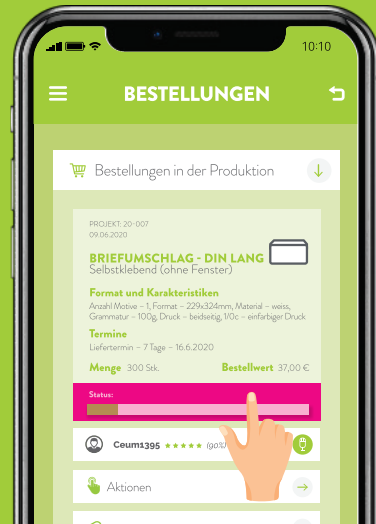 10:10
BESTELLUNGEN
Bestellungen in der Produktion
PROJEKT: 20-007
09.06.2020
BRIEFUMSCHLAG - DIN LANG
Selbstklebend (ohne Fenster)
Format und Karakteristiken
Anzahl Motive – 1, Format – 229x324mm, Material – weiss,
Grammatur – 100g, Druck – beidseitig, 1/0c – einfarbiger Druck
Termine
Liefertermin – 7 Tage – 16.6.2020
Menge 300 Stk. Bestellwert 37,00 €
Status:
Ceum1395 ★★★★★ (90%)
Aktionen